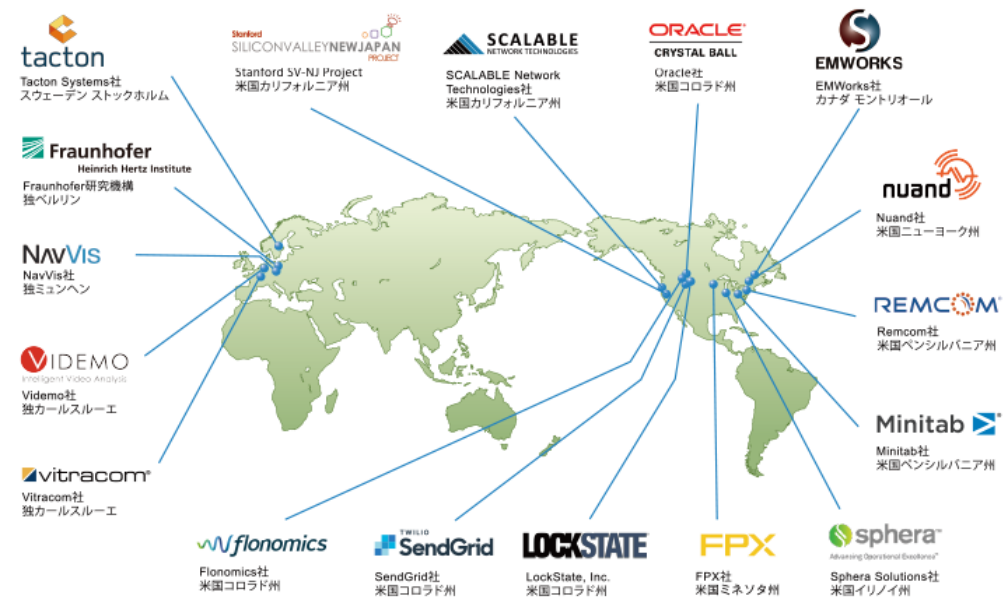 tacton
Tacton Systems社
スウェーデン ストックホルム
Stanford
SILICONVALLEYNEWJAPAN
PROJECT
Stanford SV-NJ Project
米国カリフォルニア州
SCALABLE
NETWORK TECHNOLOGIES
SCALABLE Network
Technologies社
米国カリフォルニア州
ORACLE
CRYSTAL BALL
Oracle社
米国コロラド州
EMWORKS
EMWorks社
カナダ モントリオール
Fraunhofer
Heinrich Hertz Institute
Fraunhofer研究機構
独ベルリン
nuand
Nuand社
米国ニューヨーク州
NAVVIS
NavVis社
独ミュンヘン
REMCOM
Remcom社
米国ペンシルバニア州
VIDEMO
Intelligent Video Analysis
Videmo社
独カールスルーエ
Minitab
Minitab社
米国ペンシルバニア州
vitracom
Vitracom社
独カールスルーエ
flonomics
Flonomics社
米国コロラド州
TWILIO
SendGrid
SendGrid社
米国コロラド州
LOCKSTATE
LockState, Inc.
米国コロラド州
FPX
FPX社
米国ミネソタ州
sphera™
Advancing Operational Excellence
Sphera Solutions社
米国イリノイ州